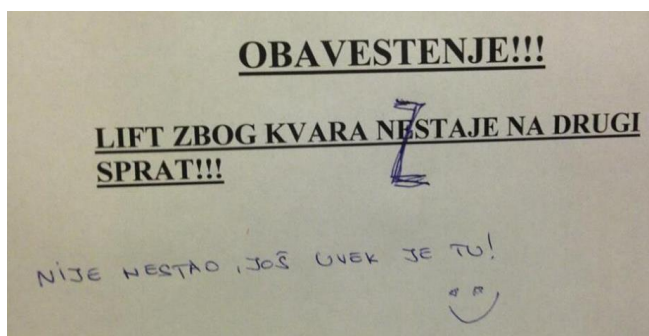 OBAVESTENJE!!!
LIFT ZBOG KVARA NESTAJE NA DRUGI
SPRAT!!!
NIJE NESTAO, JOŠ UVEK JE TU!